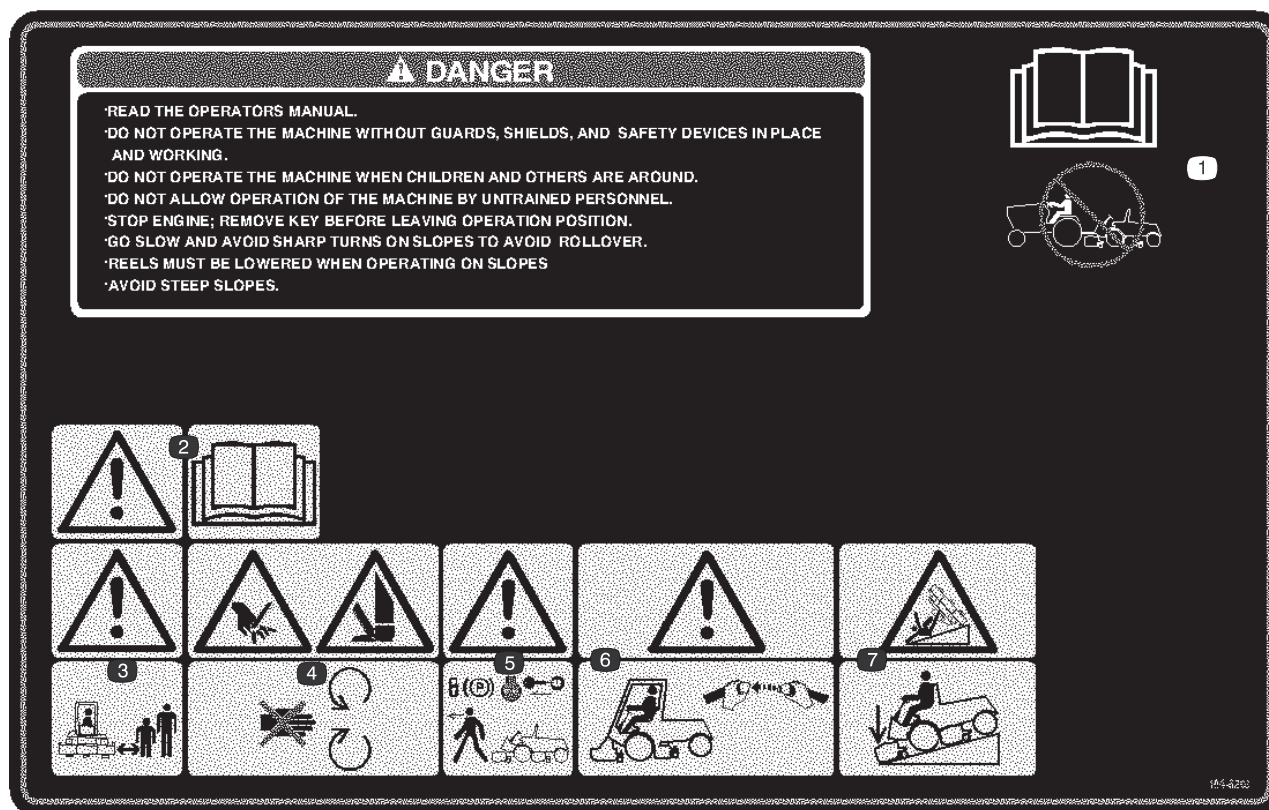 DANGER
·READ THE OPERATORS MANUAL.
·DO NOT OPERATE THE MACHINE WITHOUT GUARDS, SHIELDS, AND SAFETY DEVICES IN PLACE
AND WORKING.
·DO NOT OPERATE THE MACHINE WHEN CHILDREN AND OTHERS ARE AROUND.
·DO NOT ALLOW OPERATION OF THE MACHINE BY UNTRAINED PERSONNEL.
·STOP ENGINE; REMOVE KEY BEFORE LEAVING OPERATION POSITION.
·GO SLOW AND AVOID SHARP TURNS ON SLOPES TO AVOID ROLLOVER.
·REELS MUST BE LOWERED WHEN OPERATING ON SLOPES
·AVOID STEEP SLOPES.
1
2
3
4
5
6
7
(P)